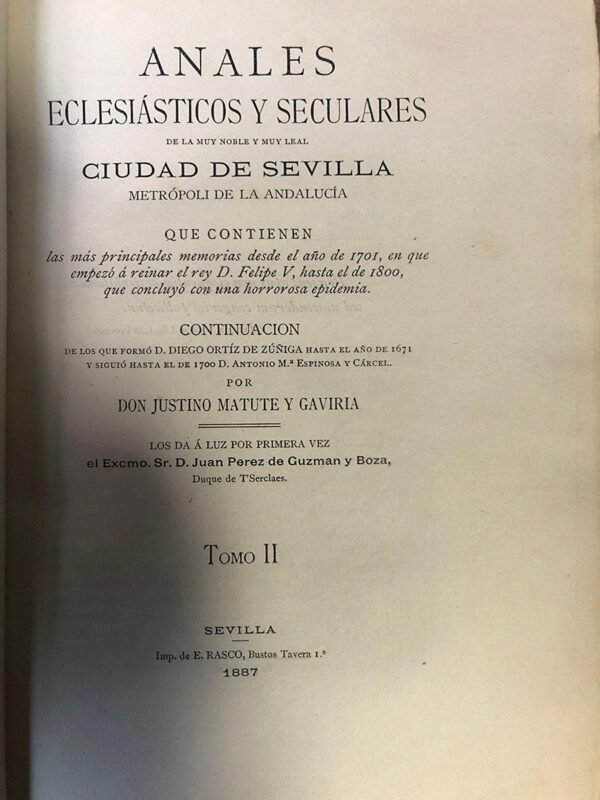 ANALES
ECLESIÁSTICOS Y SECULARES
DE LA MUY NOBLE Y MUY LEAL
CIUDAD DE SEVILLA
METRÓPOLI DE LA ANDALUCÍA
QUE CONTIENEN
las más principales memorias desde el año de 1701, en que
empezó á reinar el rey D. Felipe V, hasta el de 1800,
que concluyó con una horrorosa epidemia.
CONTINUACION
DE LOS QUE FORMÓ D. DIEGO ORTÍZ DE ZÚÑIGA HASTA EL AÑO DE 1671
Y SIGUIÓ HASTA EL DE 1700 D. ANTONIO M.ª ESPINOSA Y CÁRCEL.
POR
DON JUSTINO MATUTE Y GAVIRIA
LOS DA Á LUZ POR PRIMERA VEZ
el Excmo. Sr. D. Juan Perez de Guzman y Boza,
Duque de T'Serclaes.
TOMO II
SEVILLA
Imp. de E. RASCO, Bustos Tavera 1.º
1887